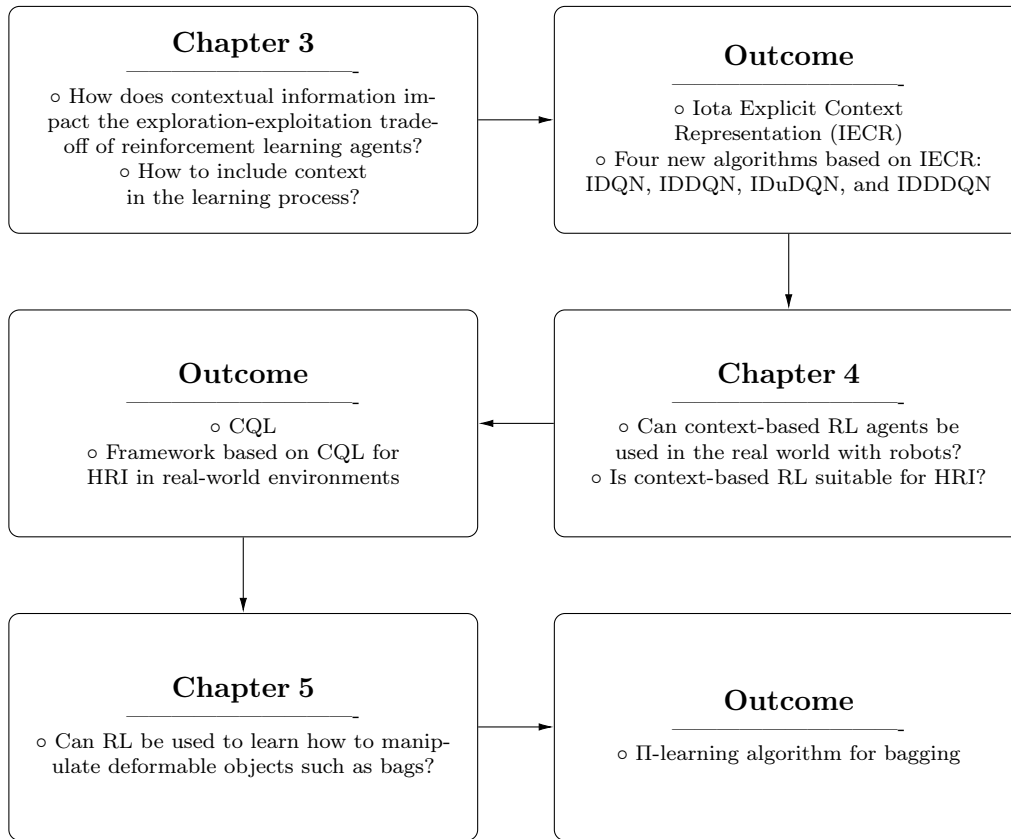 Chapter 3
○ How does contextual information im-
pact the exploration-exploitation trade-
off of reinforcement learning agents?
○ How to include context
in the learning process?
Outcome
○ Iota Explicit Context
Representation (IECR)
○ Four new algorithms based on IECR:
IDQN, IDDQN, IDuDQN, and IDDDQN
Outcome
○ CQL
○ Framework based on CQL for
HRI in real-world environments
Chapter 4
○ Can context-based RL agents be
used in the real world with robots?
○ Is context-based RL suitable for HRI?
Chapter 5
○ Can RL be used to learn how to manip-
ulate deformable objects such as bags?
Outcome
○ Π-learning algorithm for bagging